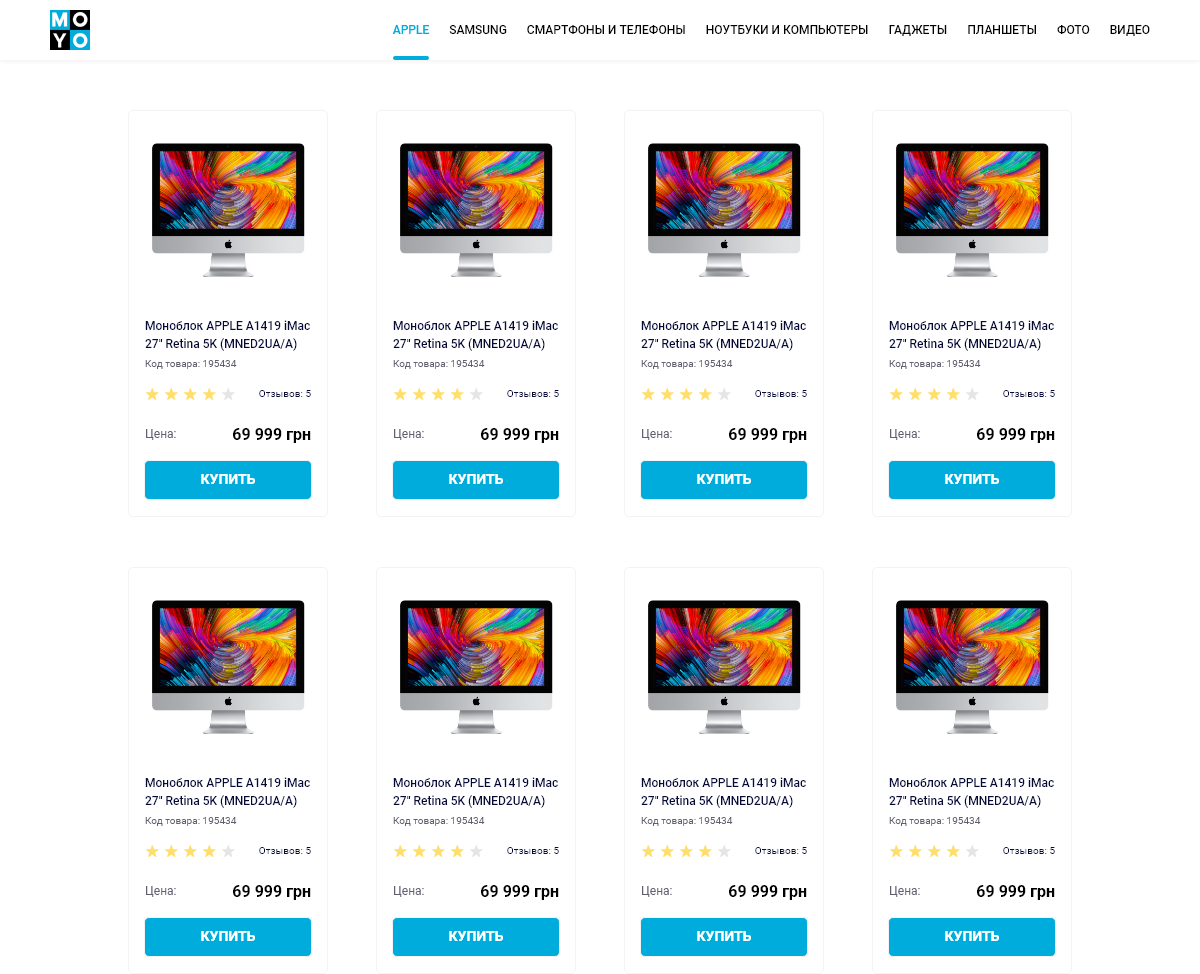 MO
YO
APPLE SAMSUNG СМАРТФОНЫ И ТЕЛЕФОНЫ НОУТБУКИ И КОМПЬЮТЕРЫ ГАДЖЕТЫ ПЛАНШЕТЫ ФОТО ВИДЕО
Моноблок APPLE A1419 iMac
27" Retina 5K (MNED2UA/A)
Код товара: 195434
Отзывов: 5
Цена: 69 999 грн
КУПИТЬ
Моноблок APPLE A1419 iMac
27" Retina 5K (MNED2UA/A)
Код товара: 195434
Отзывов: 5
Цена: 69 999 грн
КУПИТЬ
Моноблок APPLE A1419 iMac
27" Retina 5K (MNED2UA/A)
Код товара: 195434
Отзывов: 5
Цена: 69 999 грн
КУПИТЬ
Моноблок APPLE A1419 iMac
27" Retina 5K (MNED2UA/A)
Код товара: 195434
Отзывов: 5
Цена: 69 999 грн
КУПИТЬ
Моноблок APPLE A1419 iMac
27" Retina 5K (MNED2UA/A)
Код товара: 195434
Отзывов: 5
Цена: 69 999 грн
КУПИТЬ
Моноблок APPLE A1419 iMac
27" Retina 5K (MNED2UA/A)
Код товара: 195434
Отзывов: 5
Цена: 69 999 грн
КУПИТЬ
Моноблок APPLE A1419 iMac
27" Retina 5K (MNED2UA/A)
Код товара: 195434
Отзывов: 5
Цена: 69 999 грн
КУПИТЬ
Моноблок APPLE A1419 iMac
27" Retina 5K (MNED2UA/A)
Код товара: 195434
Отзывов: 5
Цена: 69 999 грн
КУПИТЬ